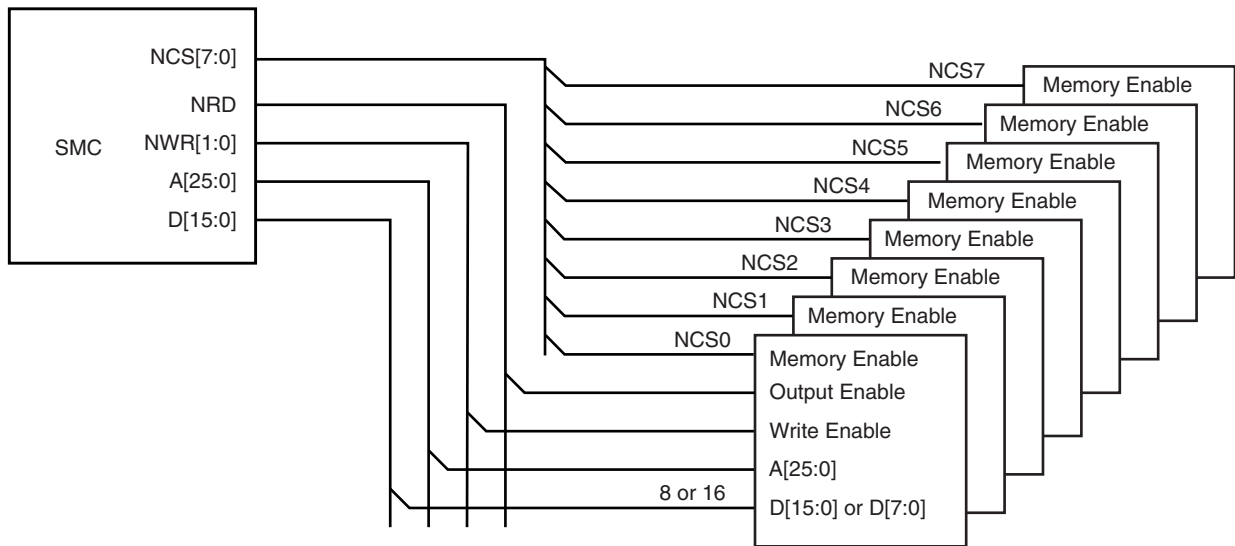 SMC
NCS[7:0]
NRD
NWR[1:0]
A[25:0]
D[15:0]
NCS7
Memory Enable
NCS6
Memory Enable
NCS5
Memory Enable
NCS4
Memory Enable
NCS3
Memory Enable
NCS2
Memory Enable
NCS1
Memory Enable
NCS0
Memory Enable
Output Enable
Write Enable
A[25:0]
8 or 16
D[15:0] or D[7:0]